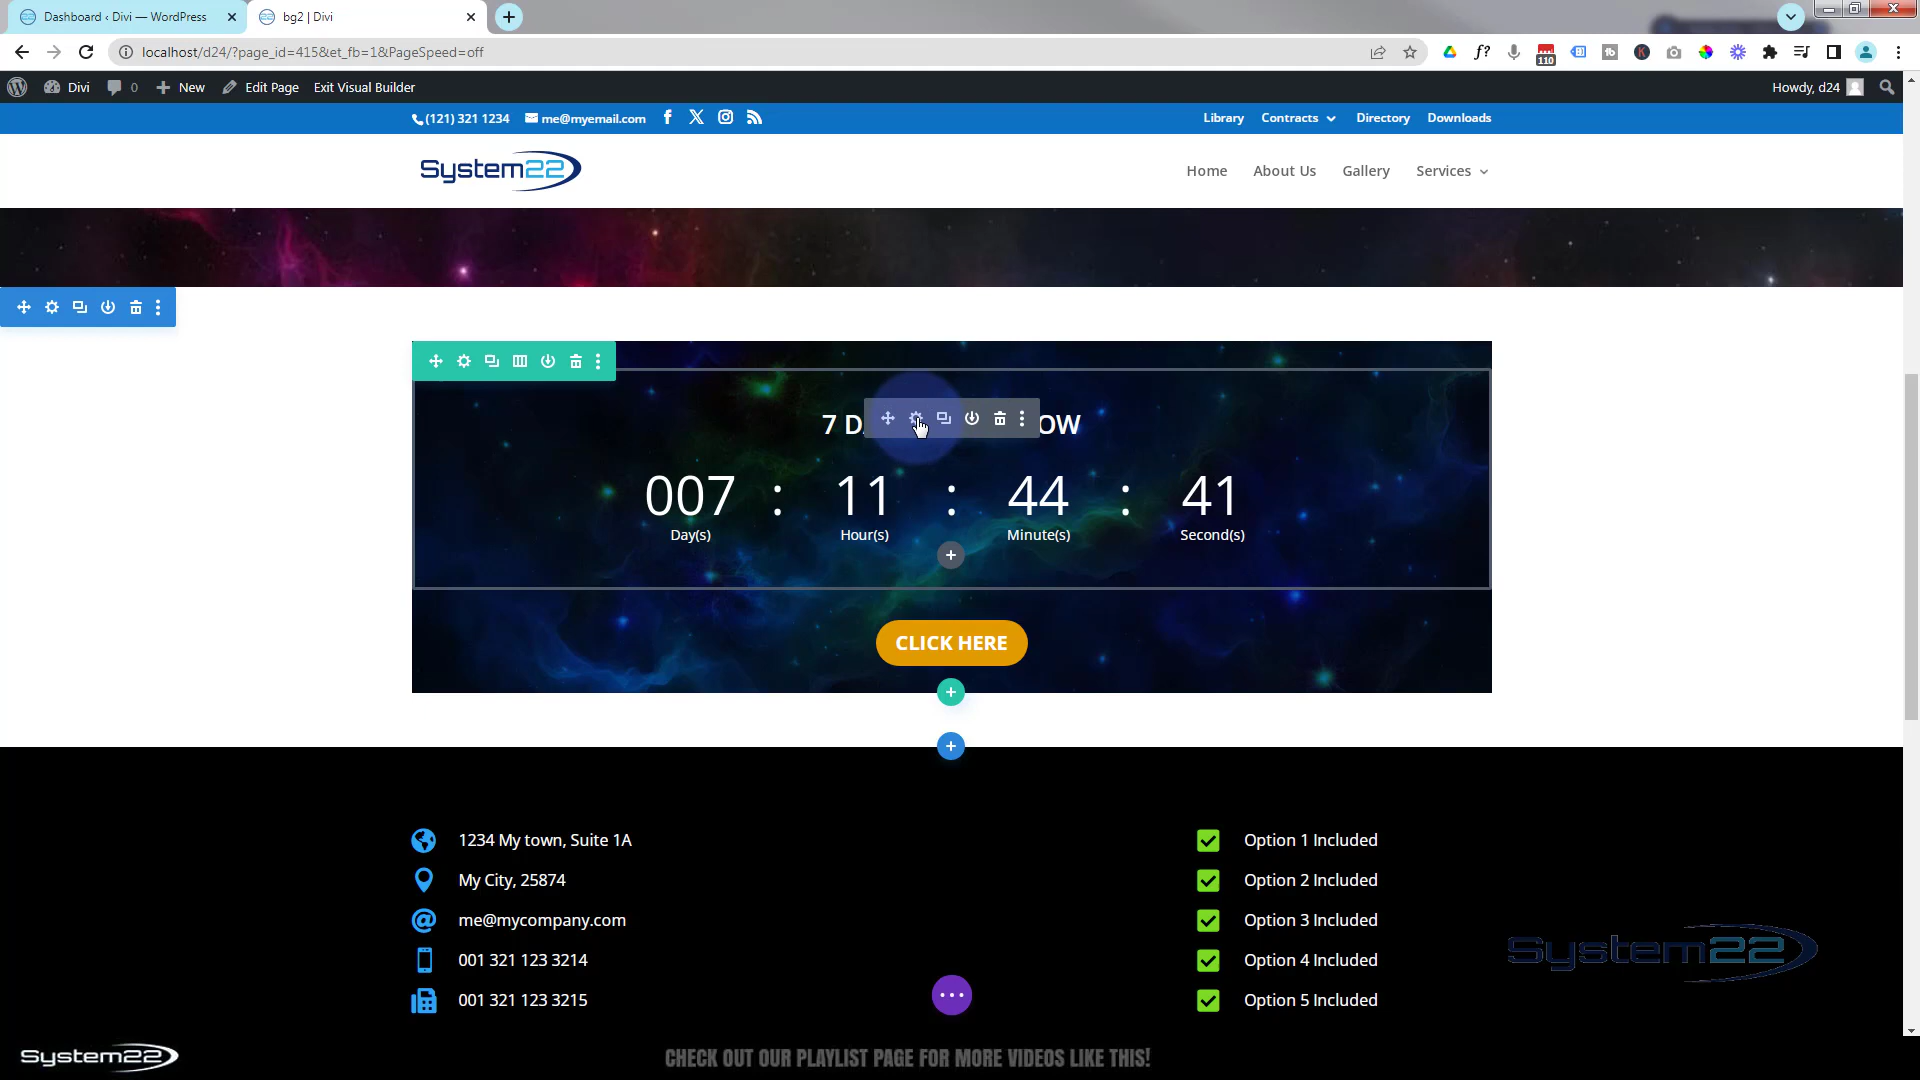 Dashboard ‹ Divi — WordPress
bg2 | Divi
localhost/d24/?page_id=415&et_fb=1&PageSpeed=off
f?
110
Divi
0
New
Edit Page
Exit Visual Builder
Howdy, d24
(121) 321 1234
me@myemail.com
Library
Contracts
Directory
Downloads
System22
Home
About Us
Gallery
Services
7 D
OW
007 : 11 : 44 : 41
Day(s)
Hour(s)
Minute(s)
Second(s)
CLICK HERE
1234 My town, Suite 1A
My City, 25874
me@mycompany.com
001 321 123 3214
001 321 123 3215
Option 1 Included
Option 2 Included
Option 3 Included
Option 4 Included
Option 5 Included
System22
System22
CHECK OUT OUR PLAYLIST PAGE FOR MORE VIDEOS LIKE THIS!